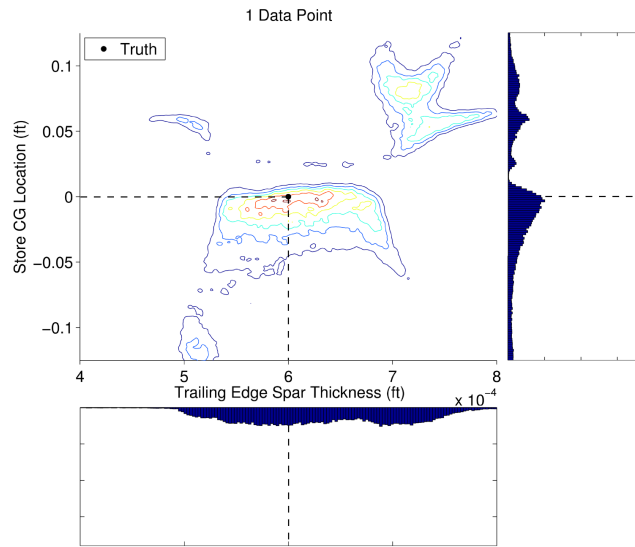 1 Data Point
Truth
0.1
0.05
0
−0.05
−0.1
Store CG Location (ft)
4
5
6
7
8
x 10⁻⁴
Trailing Edge Spar Thickness (ft)